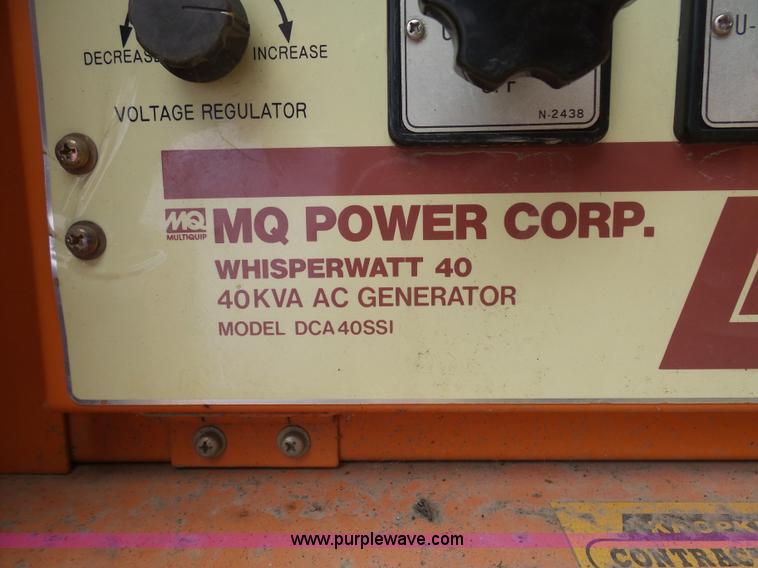 DECREASE INCREASE
VOLTAGE REGULATOR
N-2438
MQ
MULTIQUIP
MQ POWER CORP.
WHISPERWATT 40
40KVA AC GENERATOR
MODEL DCA40SSI
www.purplewave.com